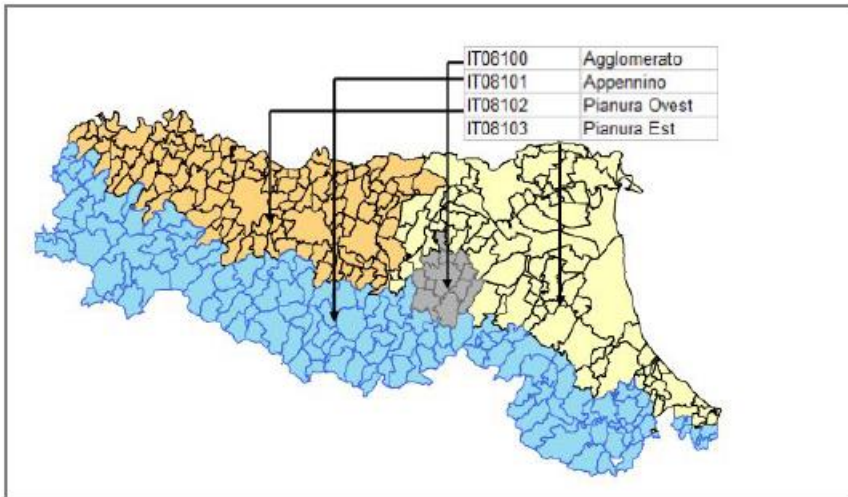 IT08100 Agglomerato
IT08101 Appennino
IT08102 Pianura Ovest
IT08103 Pianura Est